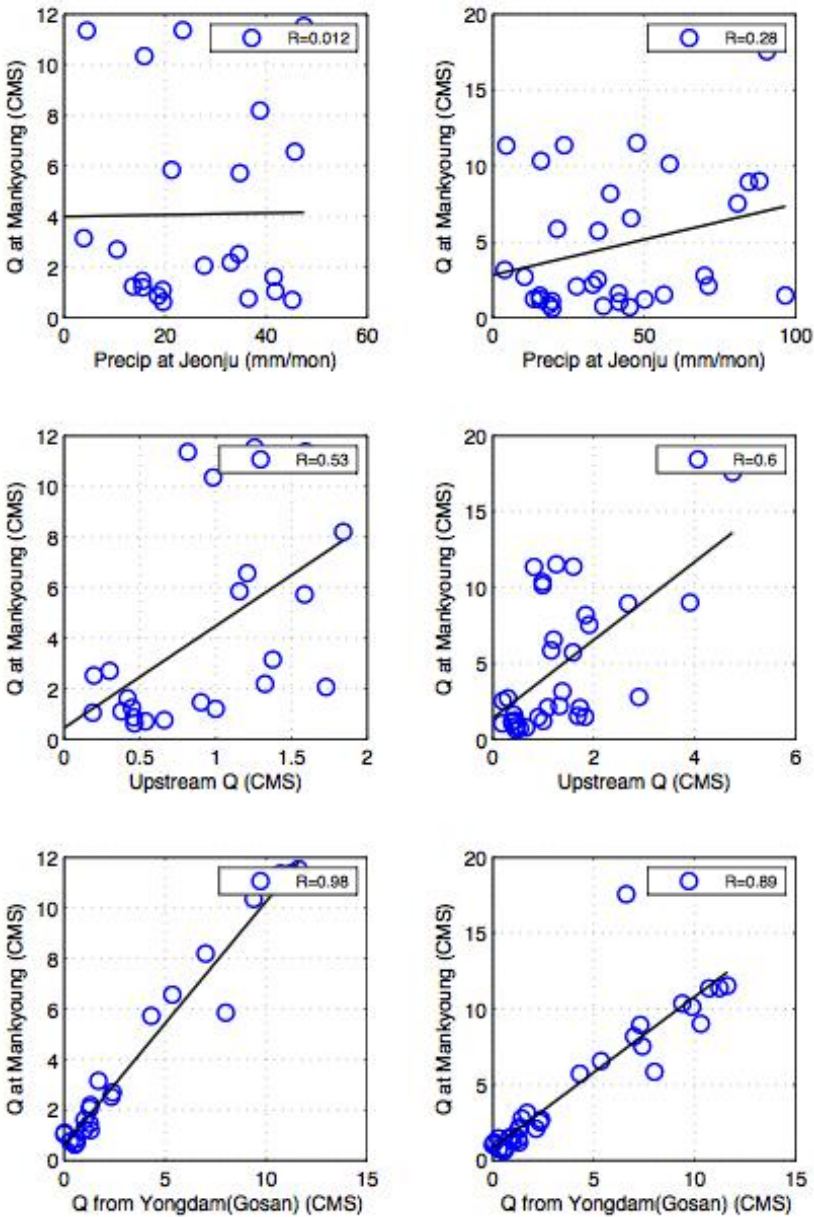 12
10
8
6
4
2
0
Q at Mankyoung (CMS)
R=0.012
0 20 40 60
Precip at Jeonju (mm/mon)
20
15
10
5
0
Q at Mankyoung (CMS)
R=0.28
0 50 100
Precip at Jeonju (mm/mon)
12
10
8
6
4
2
0
Q at Mankyoung (CMS)
R=0.53
0 0.5 1 1.5 2
Upstream Q (CMS)
20
15
10
5
0
Q at Mankyoung (CMS)
R=0.6
0 2 4 6
Upstream Q (CMS)
12
10
8
6
4
2
0
Q at Mankyoung (CMS)
R=0.98
0 5 10 15
Q from Yongdam(Gosan) (CMS)
20
15
10
5
0
Q at Mankyoung (CMS)
R=0.89
0 5 10 15
Q from Yongdam(Gosan) (CMS)